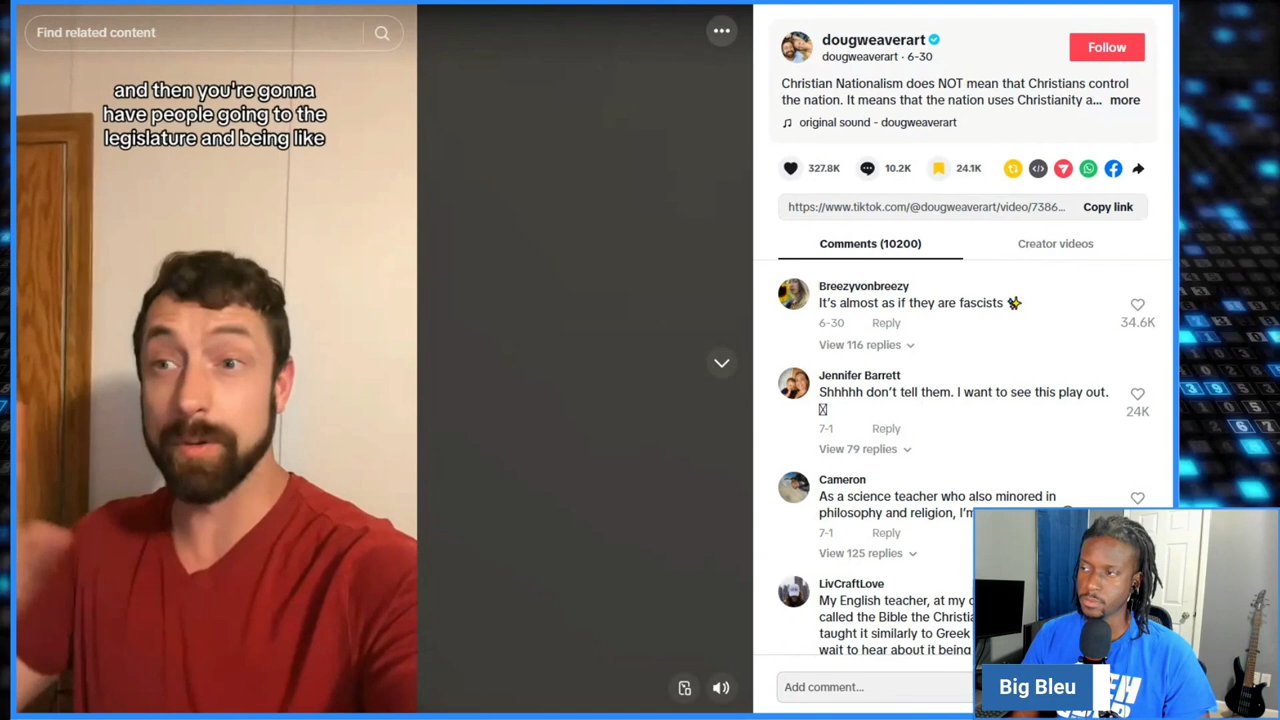 Find related content
and then you're gonna
have people going to the
legislature and being like
dougweaverart
dougweaverart · 6-30
Follow
Christian Nationalism does NOT mean that Christians control
the nation. It means that the nation uses Christianity a... more
original sound - dougweaverart
327.8K
10.2K
24.1K
https://www.tiktok.com/@dougweaverart/video/7386...
Copy link
Comments (10200)
Creator videos
Breezyvonbreezy
It's almost as if they are fascists ✨
6-30 Reply
34.6K
View 116 replies
Jennifer Barrett
Shhhhh don't tell them. I want to see this play out.
7-1 Reply
24K
View 79 replies
Cameron
As a science teacher who also minored in
philosophy and religion, I'm
7-1 Reply
View 125 replies
LivCraftLove
My English teacher, at my
called the Bible the Christia
taught it similarly to Greek
wait to hear about it being
Add comment...
Big Bleu